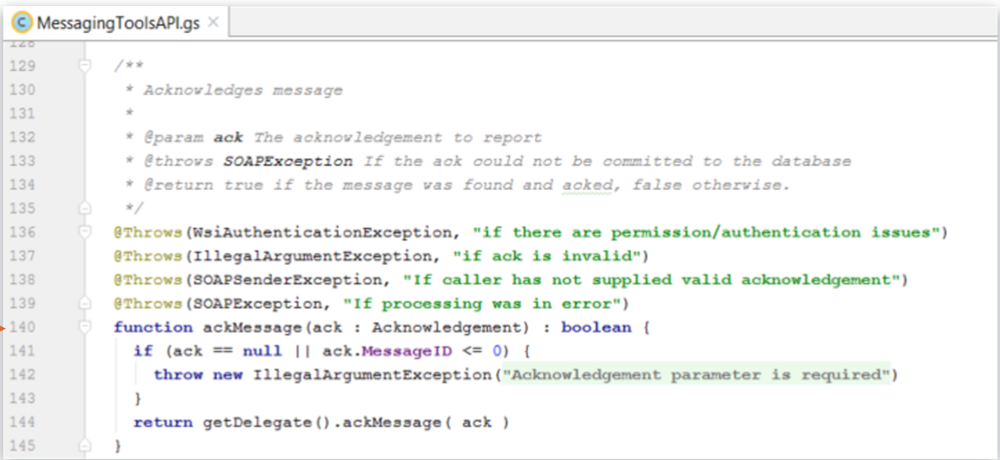 C MessagingToolsAPI.gs ×
128
129 /**
130 * Acknowledges message
131 *
132 * @param ack The acknowledgement to report
133 * @throws SOAPException If the ack could not be committed to the database
134 * @return true if the message was found and acked, false otherwise.
135 */
136 @Throws(WsiAuthenticationException, "if there are permission/authentication issues")
137 @Throws(IllegalArgumentException, "if ack is invalid")
138 @Throws(SOAPSenderException, "If caller has not supplied valid acknowledgement")
139 @Throws(SOAPException, "If processing was in error")
140 function ackMessage(ack : Acknowledgement) : boolean {
141 if (ack == null || ack.MessageID <= 0) {
142 throw new IllegalArgumentException("Acknowledgement parameter is required")
143 }
144 return getDelegate().ackMessage( ack )
145 }